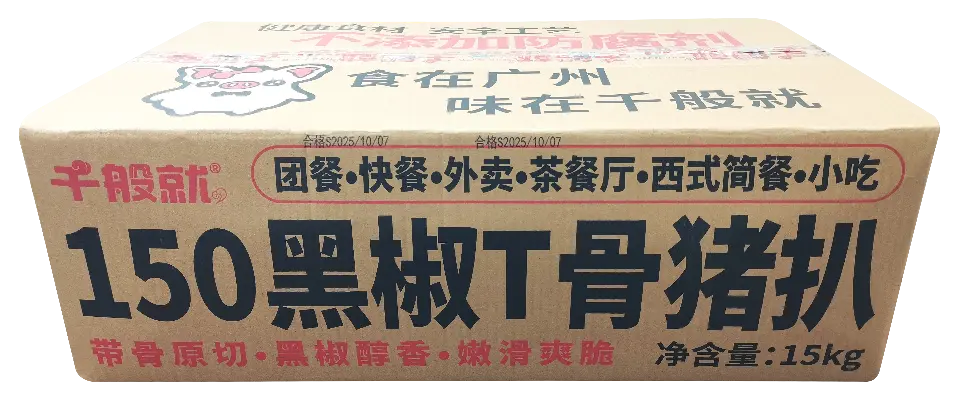 健康食材 安全工艺
不添加防腐剂
食在广州
味在千般就
合格S2025/10/07 合格S2025/10/07
千般就®
团餐•快餐•外卖•茶餐厅•西式简餐•小吃
150黑椒T骨猪扒
带骨原切•黑椒醇香•嫩滑爽脆
净含量:15kg